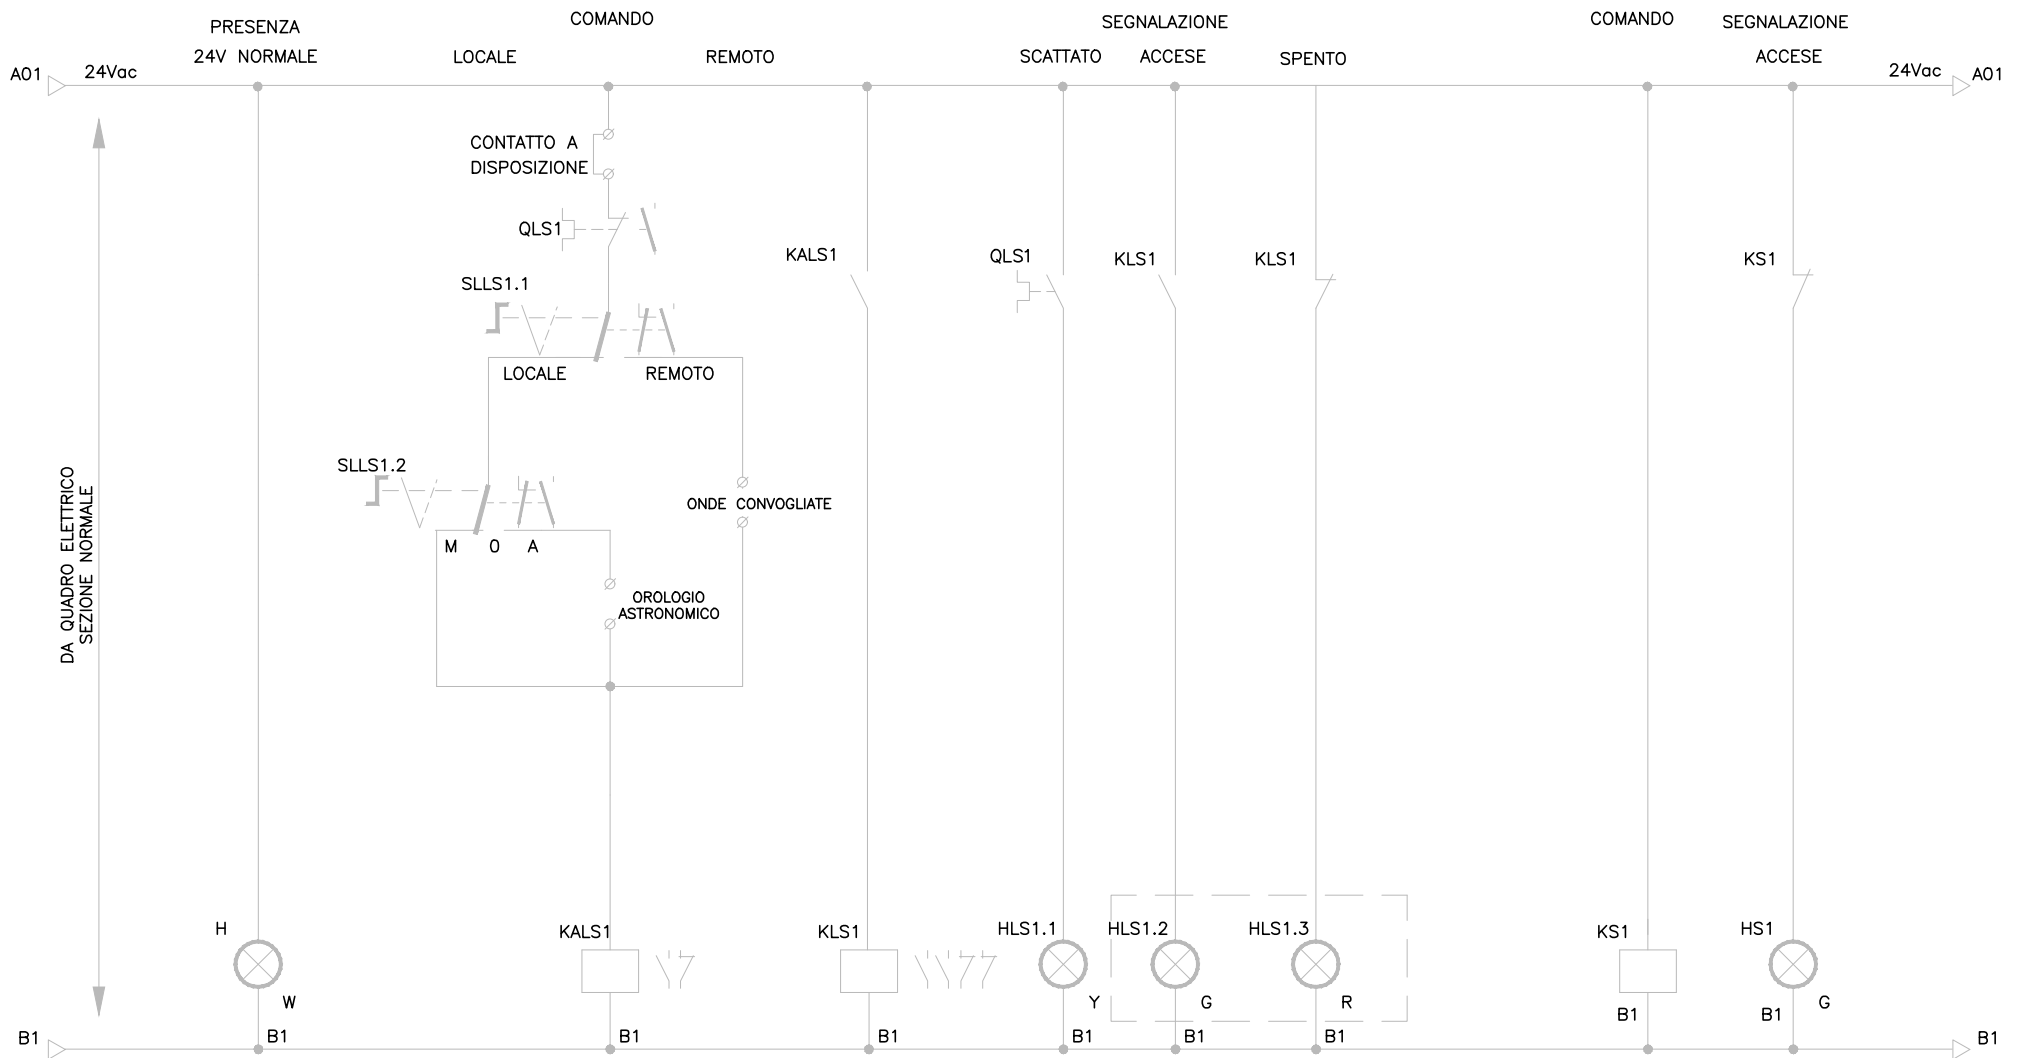 PRESENZA
24V NORMALE
COMANDO
LOCALE
REMOTO
SEGNALAZIONE
SCATTATO
ACCESE
SPENTO
COMANDO
SEGNALAZIONE
ACCESE
A01
24Vac
24Vac
A01
CONTATTO A
DISPOSIZIONE
QLS1
SLLS1.1
LOCALE
REMOTO
KALS1
QLS1
KLS1
KLS1
KS1
SLLS1.2
M
O
A
ONDE CONVOGLIATE
OROLOGIO
ASTRONOMICO
DA QUADRO ELETTRICO
SEZIONE NORMALE
H
W
KALS1
KLS1
HLS1.1
Y
HLS1.2
G
HLS1.3
R
KS1
B1
HS1
G
B1
B1
B1
B1
B1
B1
B1
B1
B1